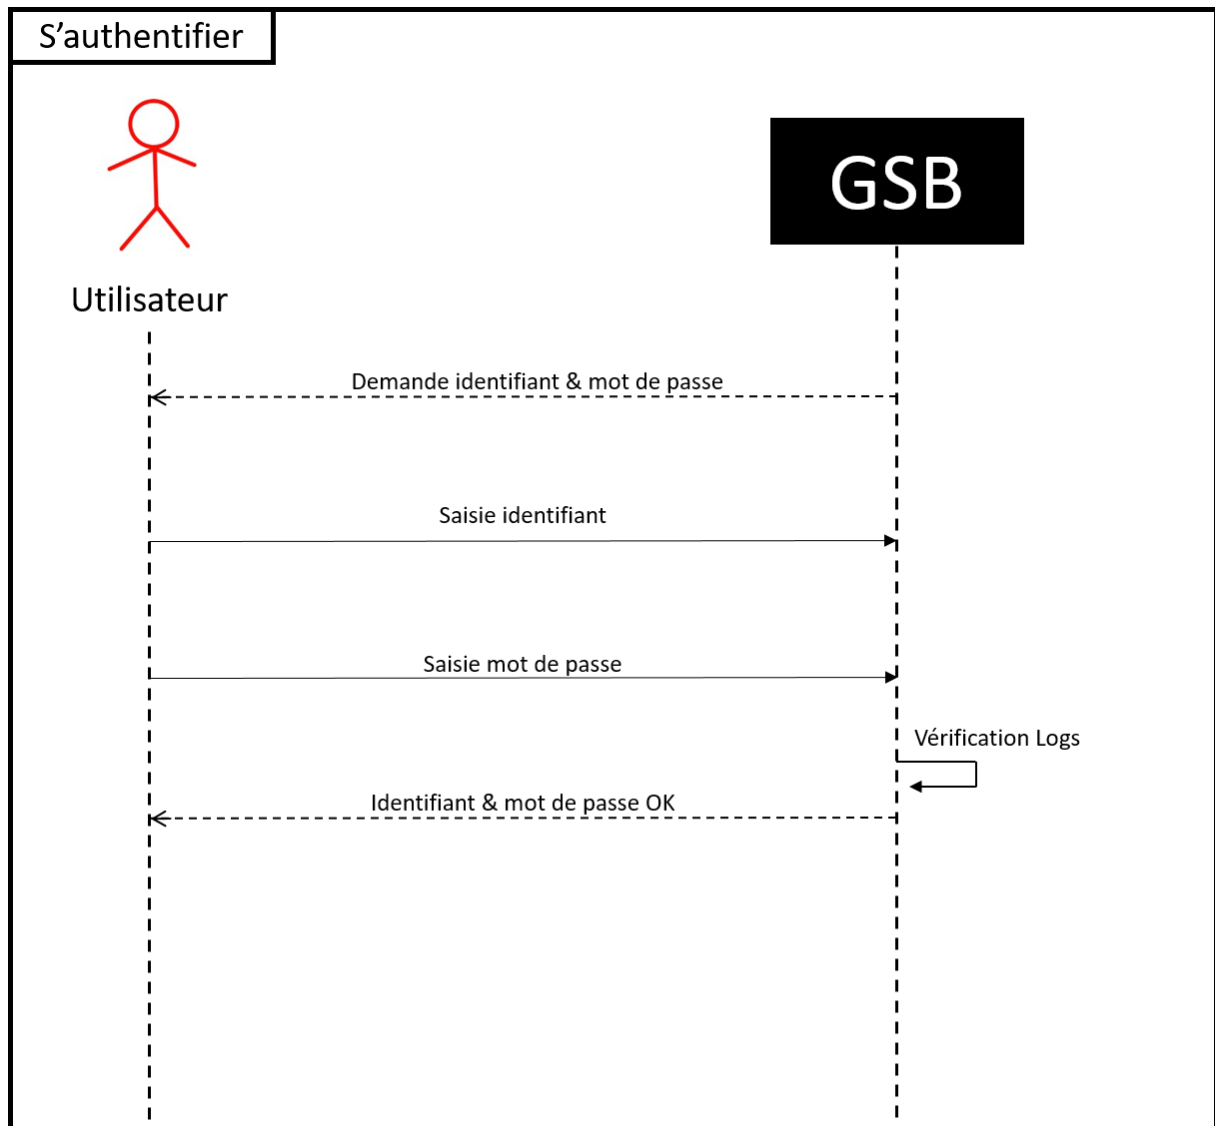 S’authentifier
GSB
Utilisateur
Demande identifiant & mot de passe
Saisie identifiant
Saisie mot de passe
Vérification Logs
Identifiant & mot de passe OK